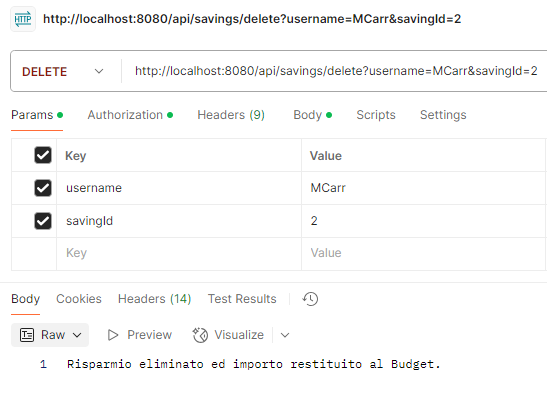 HTTP http://localhost:8080/api/savings/delete?username=MCarr&savingId=2
DELETE http://localhost:8080/api/savings/delete?username=MCarr&savingId=2
Params Authorization Headers (9) Body Scripts Settings
Key Value
username MCarr
savingId 2
Key Value
Body Cookies Headers (14) Test Results
Raw Preview Visualize
1 Risparmio eliminato ed importo restituito al Budget.